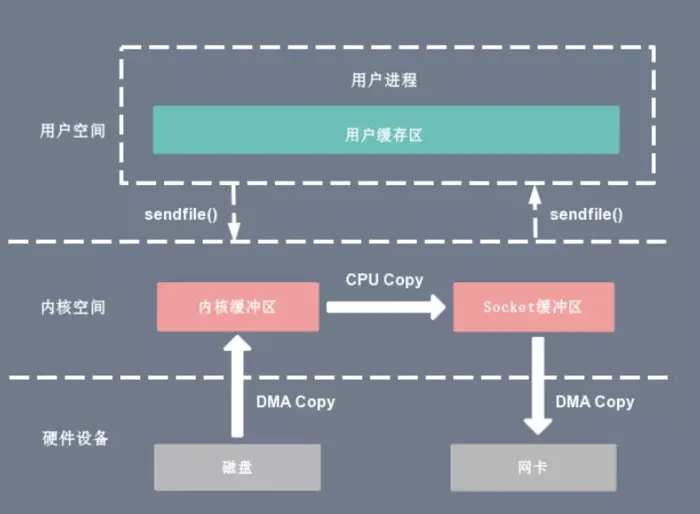 用户进程
用户空间
用户缓存区
sendfile()
sendfile()
CPU Copy
内核空间
内核缓冲区
Socket缓冲区
DMA Copy
DMA Copy
硬件设备
磁盘
网卡